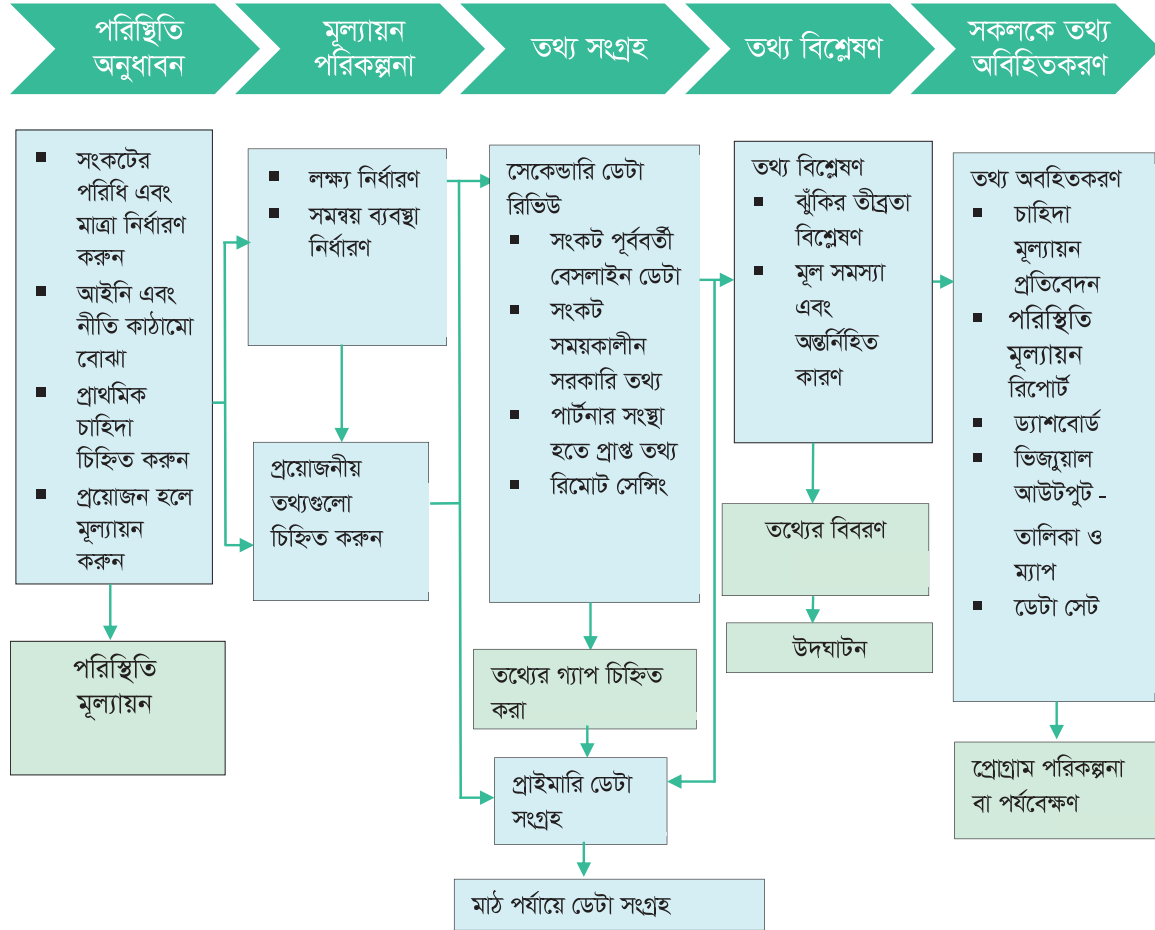 পরিস্থিতি
অনুধাবন
মূল্যায়ন
পরিকল্পনা
তথ্য সংগ্রহ
তথ্য বিশ্লেষণ
সকলকে তথ্য
অবিহিতকরণ
■ সংকটের
পরিধি এবং
মাত্রা নির্ধারণ
করুন
■ আইনি এবং
নীতি কাঠামো
বোঝা
■ প্রাথমিক
চাহিদা
চিহ্নিত করুন
■ প্রয়োজন হলে
মূল্যায়ন
করুন
পরিস্থিতি
মূল্যায়ন
■ লক্ষ্য নির্ধারণ
■ সমন্বয় ব্যবস্থা
নির্ধারণ
প্রয়োজনীয়
তথ্যগুলো
চিহ্নিত করুন
সেকেন্ডারি ডেটা
রিভিউ
■ সংকট পূর্ববর্তী
বেসলাইন ডেটা
■ সংকট
সময়কালীন
সরকারি তথ্য
■ পার্টনার সংস্থা
হতে প্রাপ্ত তথ্য
■ রিমোট সেন্সিং
তথ্যের গ্যাপ চিহ্নিত
করা
প্রাইমারি ডেটা
সংগ্রহ
মাঠ পর্যায়ে ডেটা সংগ্রহ
তথ্য বিশ্লেষণ
■ ঝুঁকির তীব্রতা
বিশ্লেষণ
■ মূল সমস্যা
এবং
অন্তর্নিহিত
কারণ
তথ্যের বিবরণ
উদঘাটন
তথ্য অবহিতকরণ
■ চাহিদা
মূল্যায়ন
প্রতিবেদন
■ পরিস্থিতি
মূল্যায়ন
রিপোর্ট
■ ড্যাশবোর্ড
■ ভিজ্যুয়াল
আউটপুট -
তালিকা ও
ম্যাপ
■ ডেটা সেট
প্রোগ্রাম পরিকল্পনা
বা পর্যবেক্ষণ